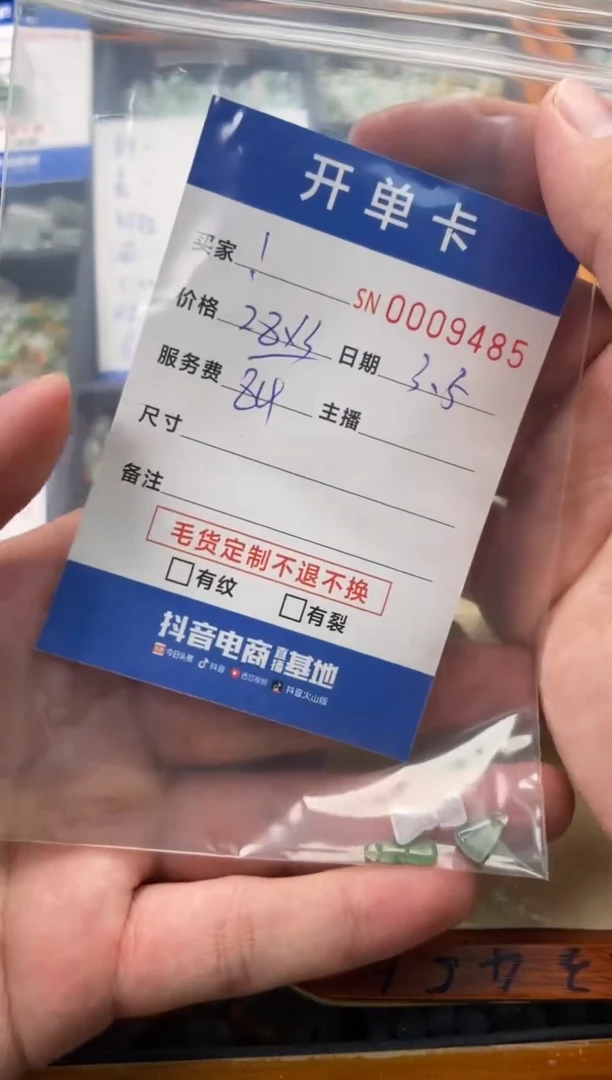 开单卡
买家 !
SN 0009485
价格 28x3 日期 3.5
服务费 84 主播
尺寸
备注
毛货定制不退不换
□有纹 □有裂
抖音电商直播基地
今日头条 抖音 西瓜视频 抖音火山版